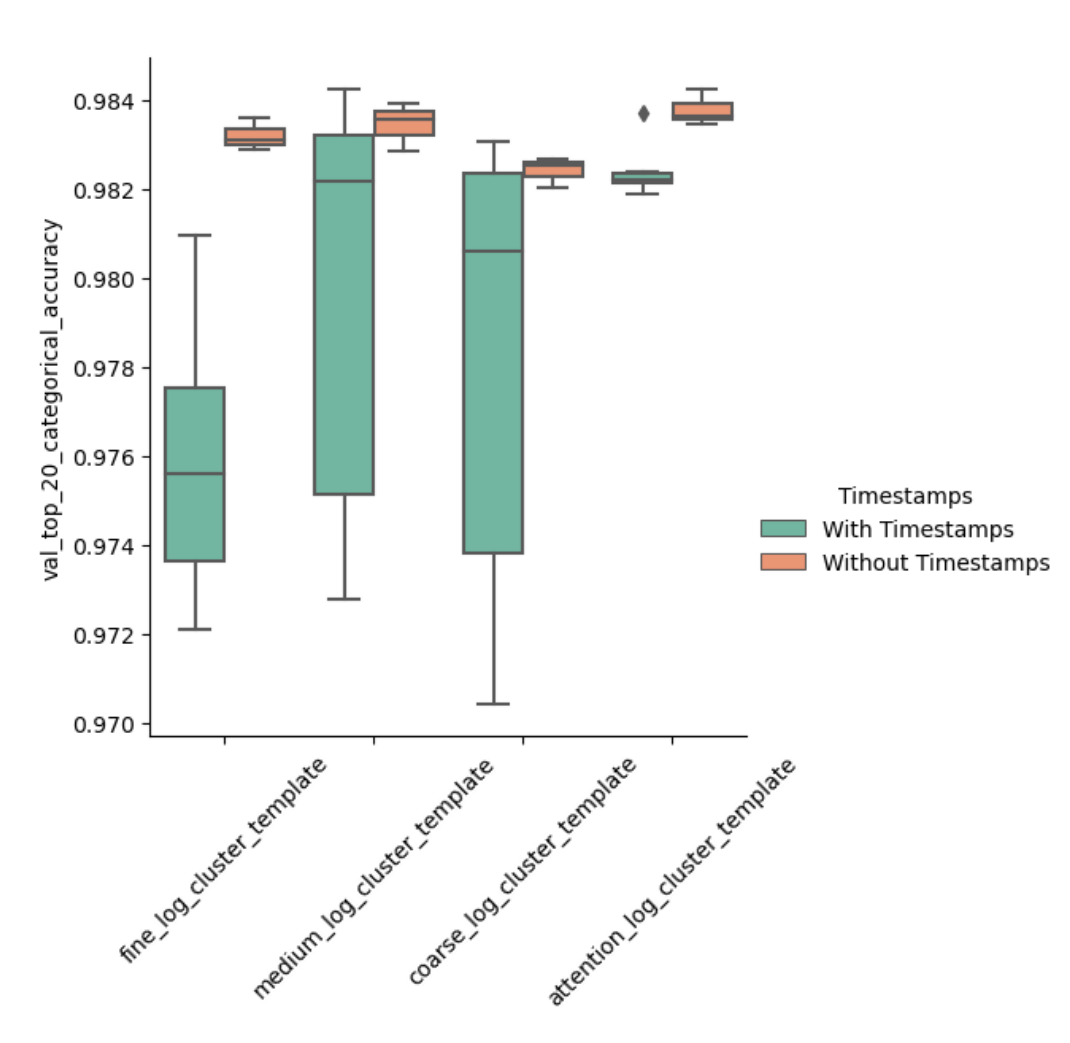 val_top_20_categorical_accuracy
0.984
0.982
0.980
0.978
0.976
0.974
0.972
0.970
fine_log_cluster_template
medium_log_cluster_template
coarse_log_cluster_template
attention_log_cluster_template
Timestamps
With Timestamps
Without Timestamps